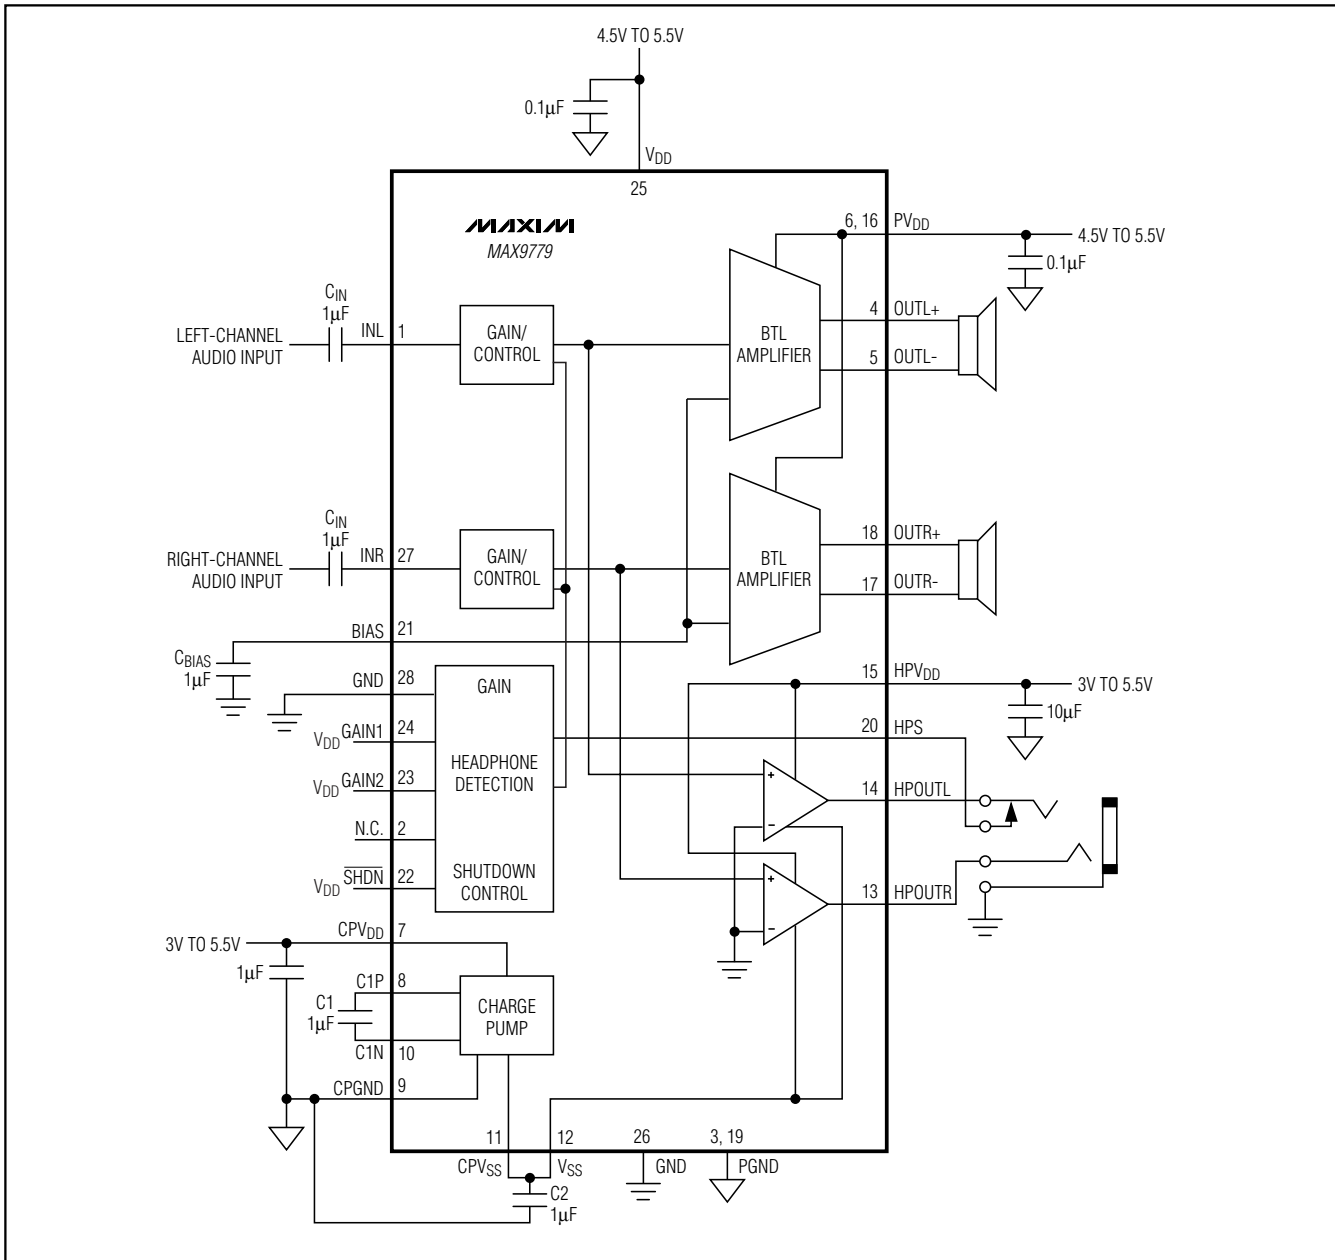 4.5V TO 5.5V
0.1µF
VDD
25
MAXIM
MAX9779
6, 16
PVDD
4.5V TO 5.5V
0.1µF
CIN
1µF
LEFT-CHANNEL
AUDIO INPUT
INL
1
GAIN/
CONTROL
BTL
AMPLIFIER
4
OUTL+
5
OUTL-
CIN
1µF
RIGHT-CHANNEL
AUDIO INPUT
INR
27
GAIN/
CONTROL
BTL
AMPLIFIER
18
OUTR+
17
OUTR-
BIAS
21
CBIAS
1µF
GND
28
GAIN
15
HPVDD
3V TO 5.5V
10µF
VDD
GAIN1
24
20
HPS
HEADPHONE
DETECTION
VDD
GAIN2
23
+
−
14
HPOUTL
N.C.
2
VDD
SHDN
22
SHUTDOWN
CONTROL
+
−
13
HPOUTR
3V TO 5.5V
CPVDD
7
1µF
C1P
8
C1
1µF
CHARGE
PUMP
C1N
10
CPGND
9
11
12
26
3, 19
CPVSS
VSS
GND
PGND
C2
1µF